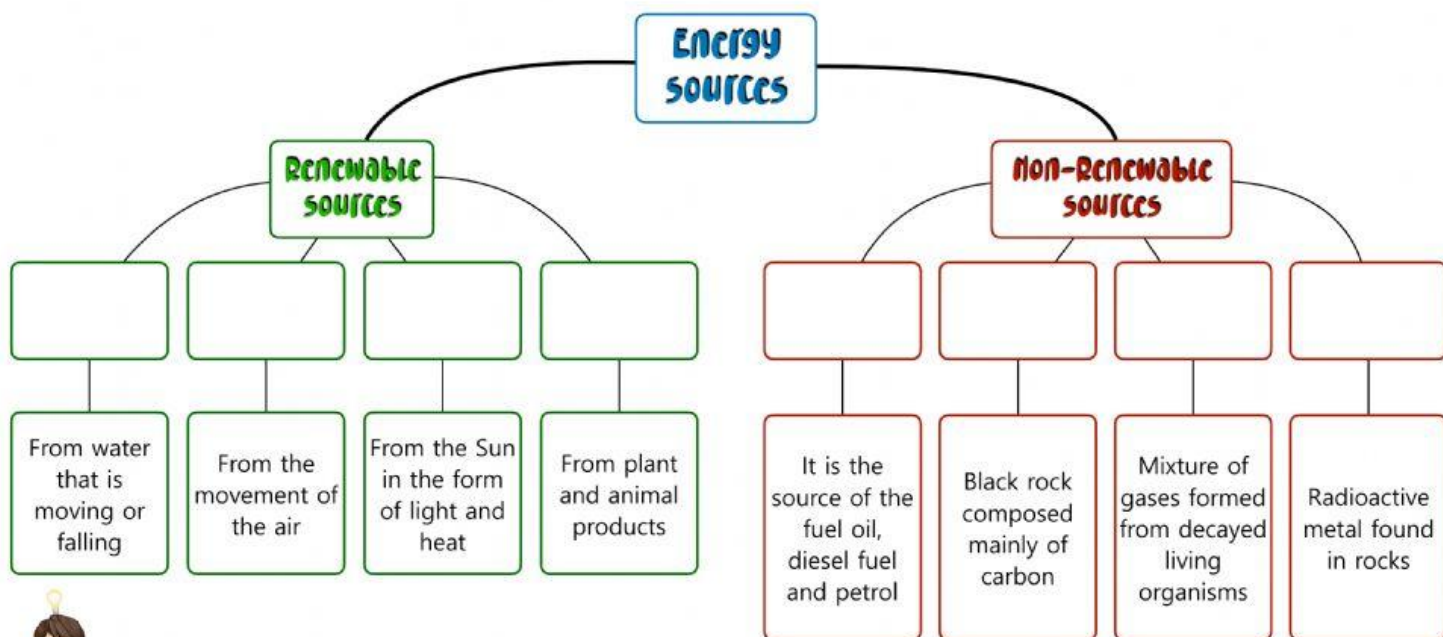 Energy
sources
Renewable
sources
Non-Renewable
sources
From water
that is
moving or
falling
From the
movement of
the air
From the Sun
in the form
of light and
heat
From plant
and animal
products
It is the
source of the
fuel oil,
diesel fuel
and petrol
Black rock
composed
mainly of
carbon
Mixture of
gases formed
from decayed
living
organisms
Radioactive
metal found
in rocks